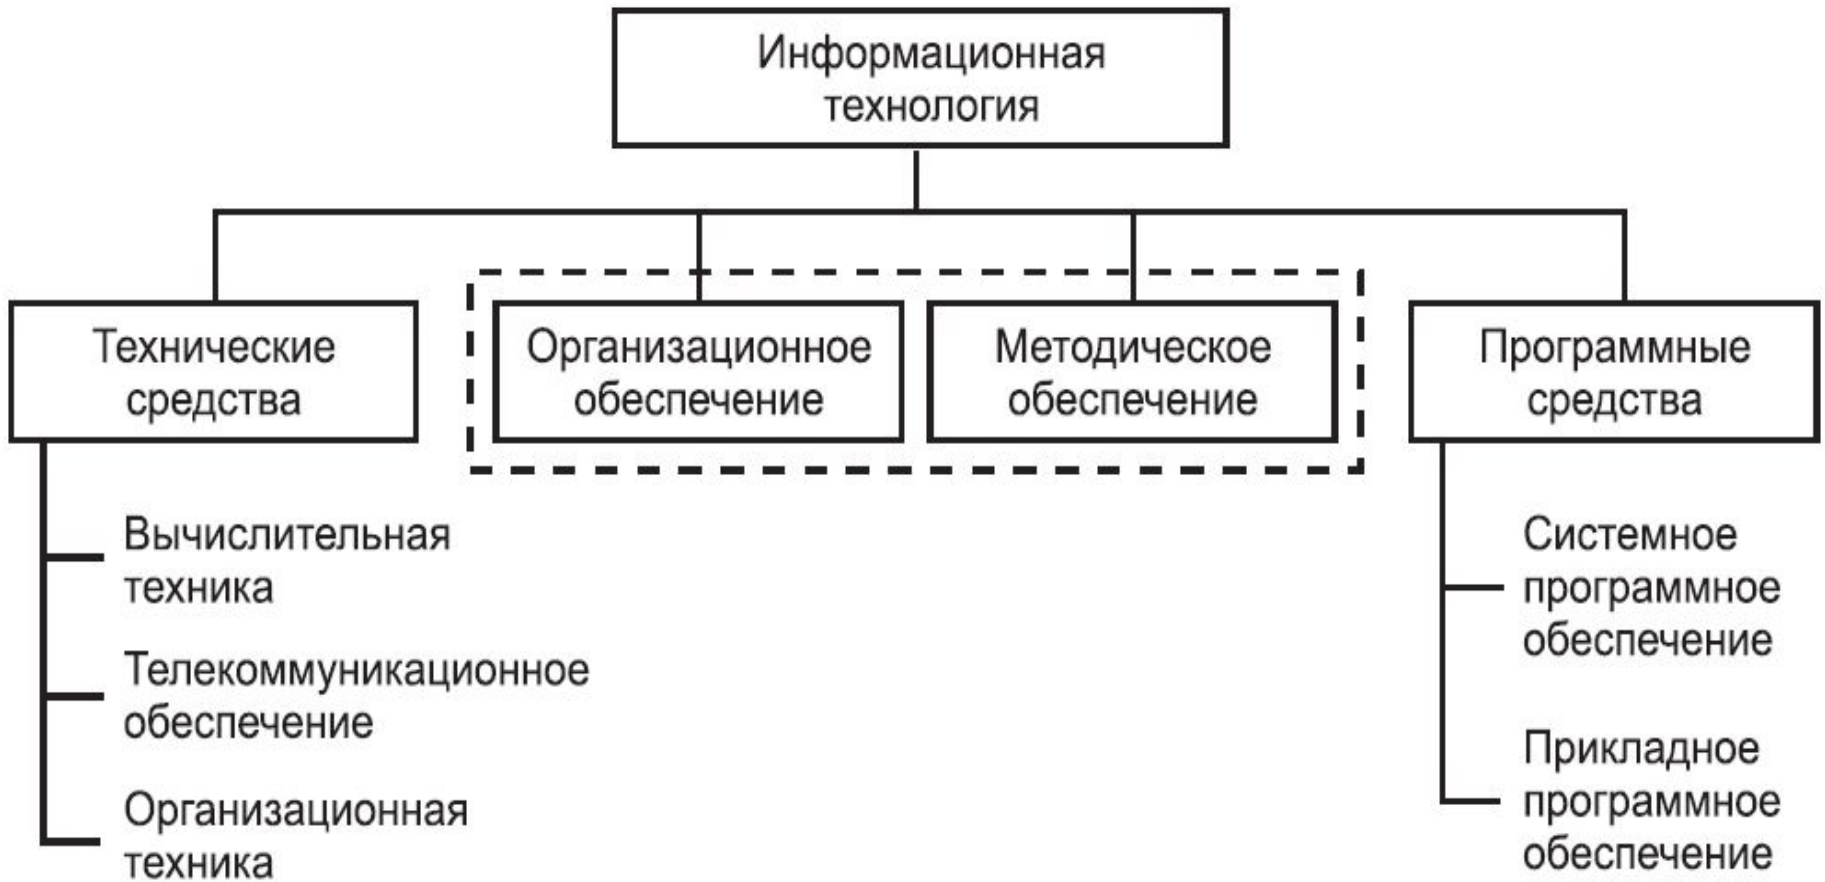 Информационная
технология
Технические
средства
Организационное
обеспечение
Методическое
обеспечение
Программные
средства
Вычислительная
техника
Телекоммуникационное
обеспечение
Организационная
техника
Системное
программное
обеспечение
Прикладное
программное
обеспечение